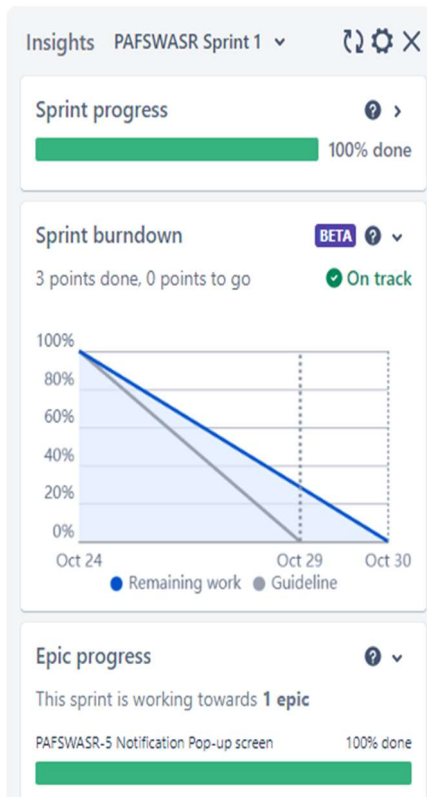 Insights PAFSWASR Sprint 1
Sprint progress
100% done
Sprint burndown BETA
3 points done, 0 points to go On track
100%
80%
60%
40%
20%
0%
Oct 24 Oct 29 Oct 30
Remaining work Guideline
Epic progress
This sprint is working towards 1 epic
PAFSWASR-5 Notification Pop-up screen 100% done